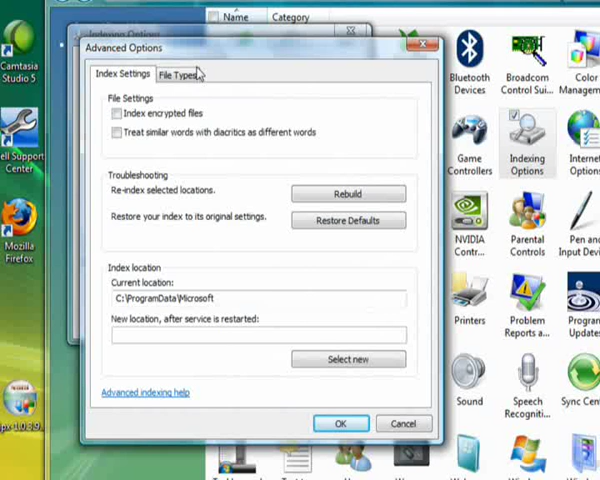 Name
Category
Indexing Options
Advanced Options
Index Settings
File Types
File Settings
Index encrypted files
Treat similar words with diacritics as different words
Troubleshooting
Re-index selected locations.
Rebuild
Restore your index to its original settings.
Restore Defaults
Index location
Current location:
C:\ProgramData\Microsoft
New location, after service is restarted:
Select new
Advanced indexing help
OK
Cancel
Camtasia
Studio 5
ell Support
Center
Mozilla
Firefox
Bluetooth
Devices
Broadcom
Control Sui...
Color
Manageme
Game
Controllers
Indexing
Options
Internet
Options
NVIDIA
Contr...
Parental
Controls
Pen and
Input Devi
Printers
Problem
Reports a...
Program
Updates
Sound
Speech
Recogniti...
Sync Cent